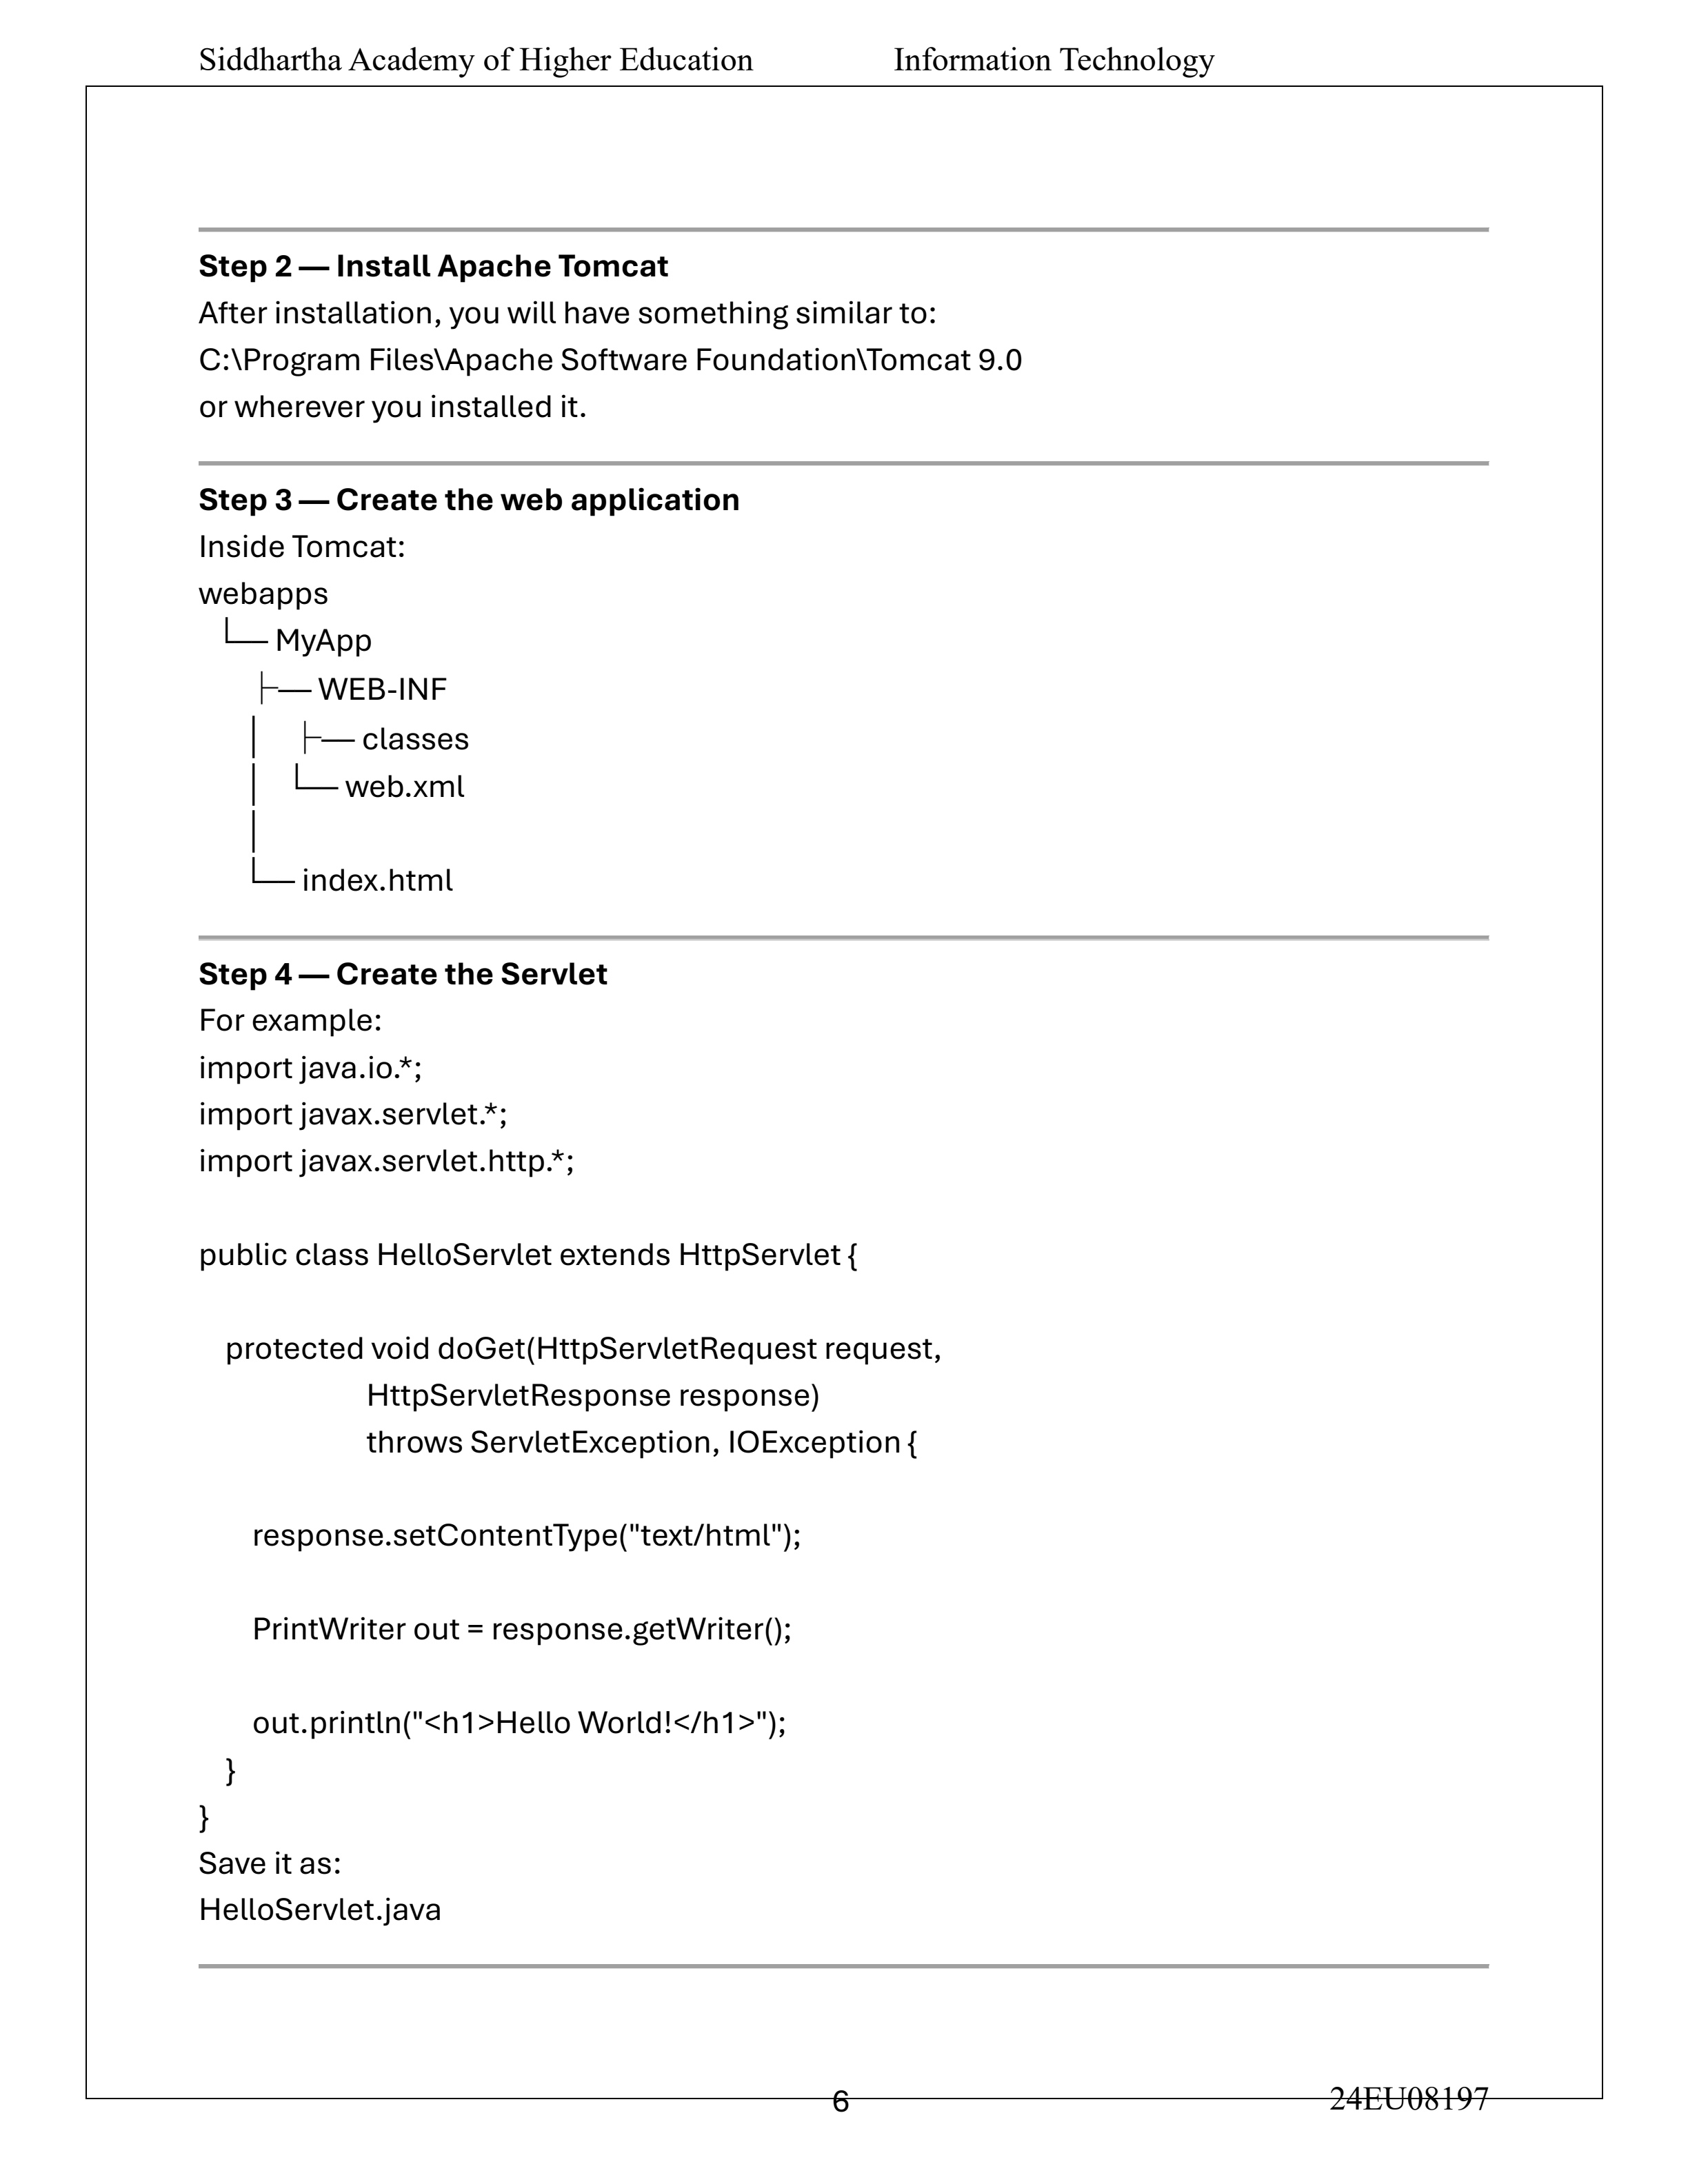 Siddhartha Academy of Higher Education Information Technology
Step 2 — Install Apache Tomcat
After installation, you will have something similar to:
C:\Program Files\Apache Software Foundation\Tomcat 9.0
or wherever you installed it.
Step 3 — Create the web application
Inside Tomcat:
webapps
└── MyApp
├── WEB-INF
│ ├── classes
│ └── web.xml
│
└── index.html
Step 4 — Create the Servlet
For example:
import java.io.*;
import javax.servlet.*;
import javax.servlet.http.*;
public class HelloServlet extends HttpServlet {
protected void doGet(HttpServletRequest request,
HttpServletResponse response)
throws ServletException, IOException {
response.setContentType("text/html");
PrintWriter out = response.getWriter();
out.println("<h1>Hello World!</h1>");
}
}
Save it as:
HelloServlet.java
6 24EU08197